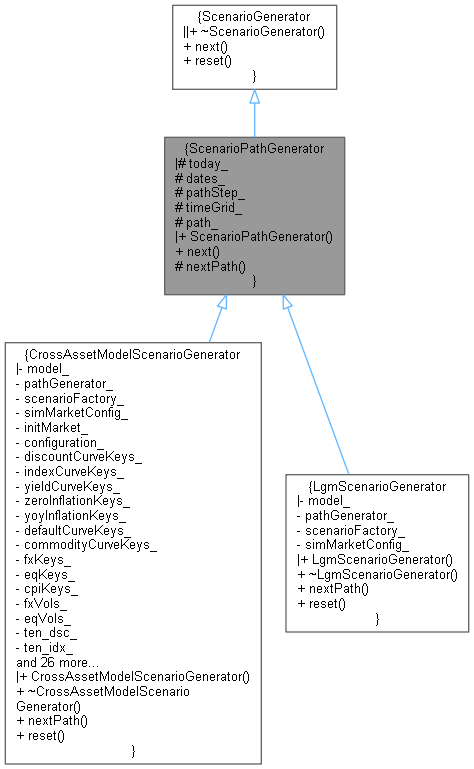 {ScenarioGenerator
||+ ~ScenarioGenerator()
+ next()
+ reset()
}
{ScenarioPathGenerator
|# today_
# dates_
# pathStep_
# timeGrid_
# path_
|+ ScenarioPathGenerator()
+ next()
# nextPath()
}
{CrossAssetModelScenarioGenerator
|- model_
- pathGenerator_
- scenarioFactory_
- simMarketConfig_
- initMarket_
- configuration_
- discountCurveKeys_
- indexCurveKeys_
- yieldCurveKeys_
- zeroInflationKeys_
- yoyInflationKeys_
- defaultCurveKeys_
- commodityCurveKeys_
- fxKeys_
- eqKeys_
- cpiKeys_
- fxVols_
- eqVols_
- ten_dsc_
- ten_idx_
and 26 more...
|+ CrossAssetModelScenarioGenerator()
+ ~CrossAssetModelScenario
Generator()
+ nextPath()
+ reset()
}
{LgmScenarioGenerator
|- model_
- pathGenerator_
- scenarioFactory_
- simMarketConfig_
|+ LgmScenarioGenerator()
+ ~LgmScenarioGenerator()
+ nextPath()
+ reset()
}